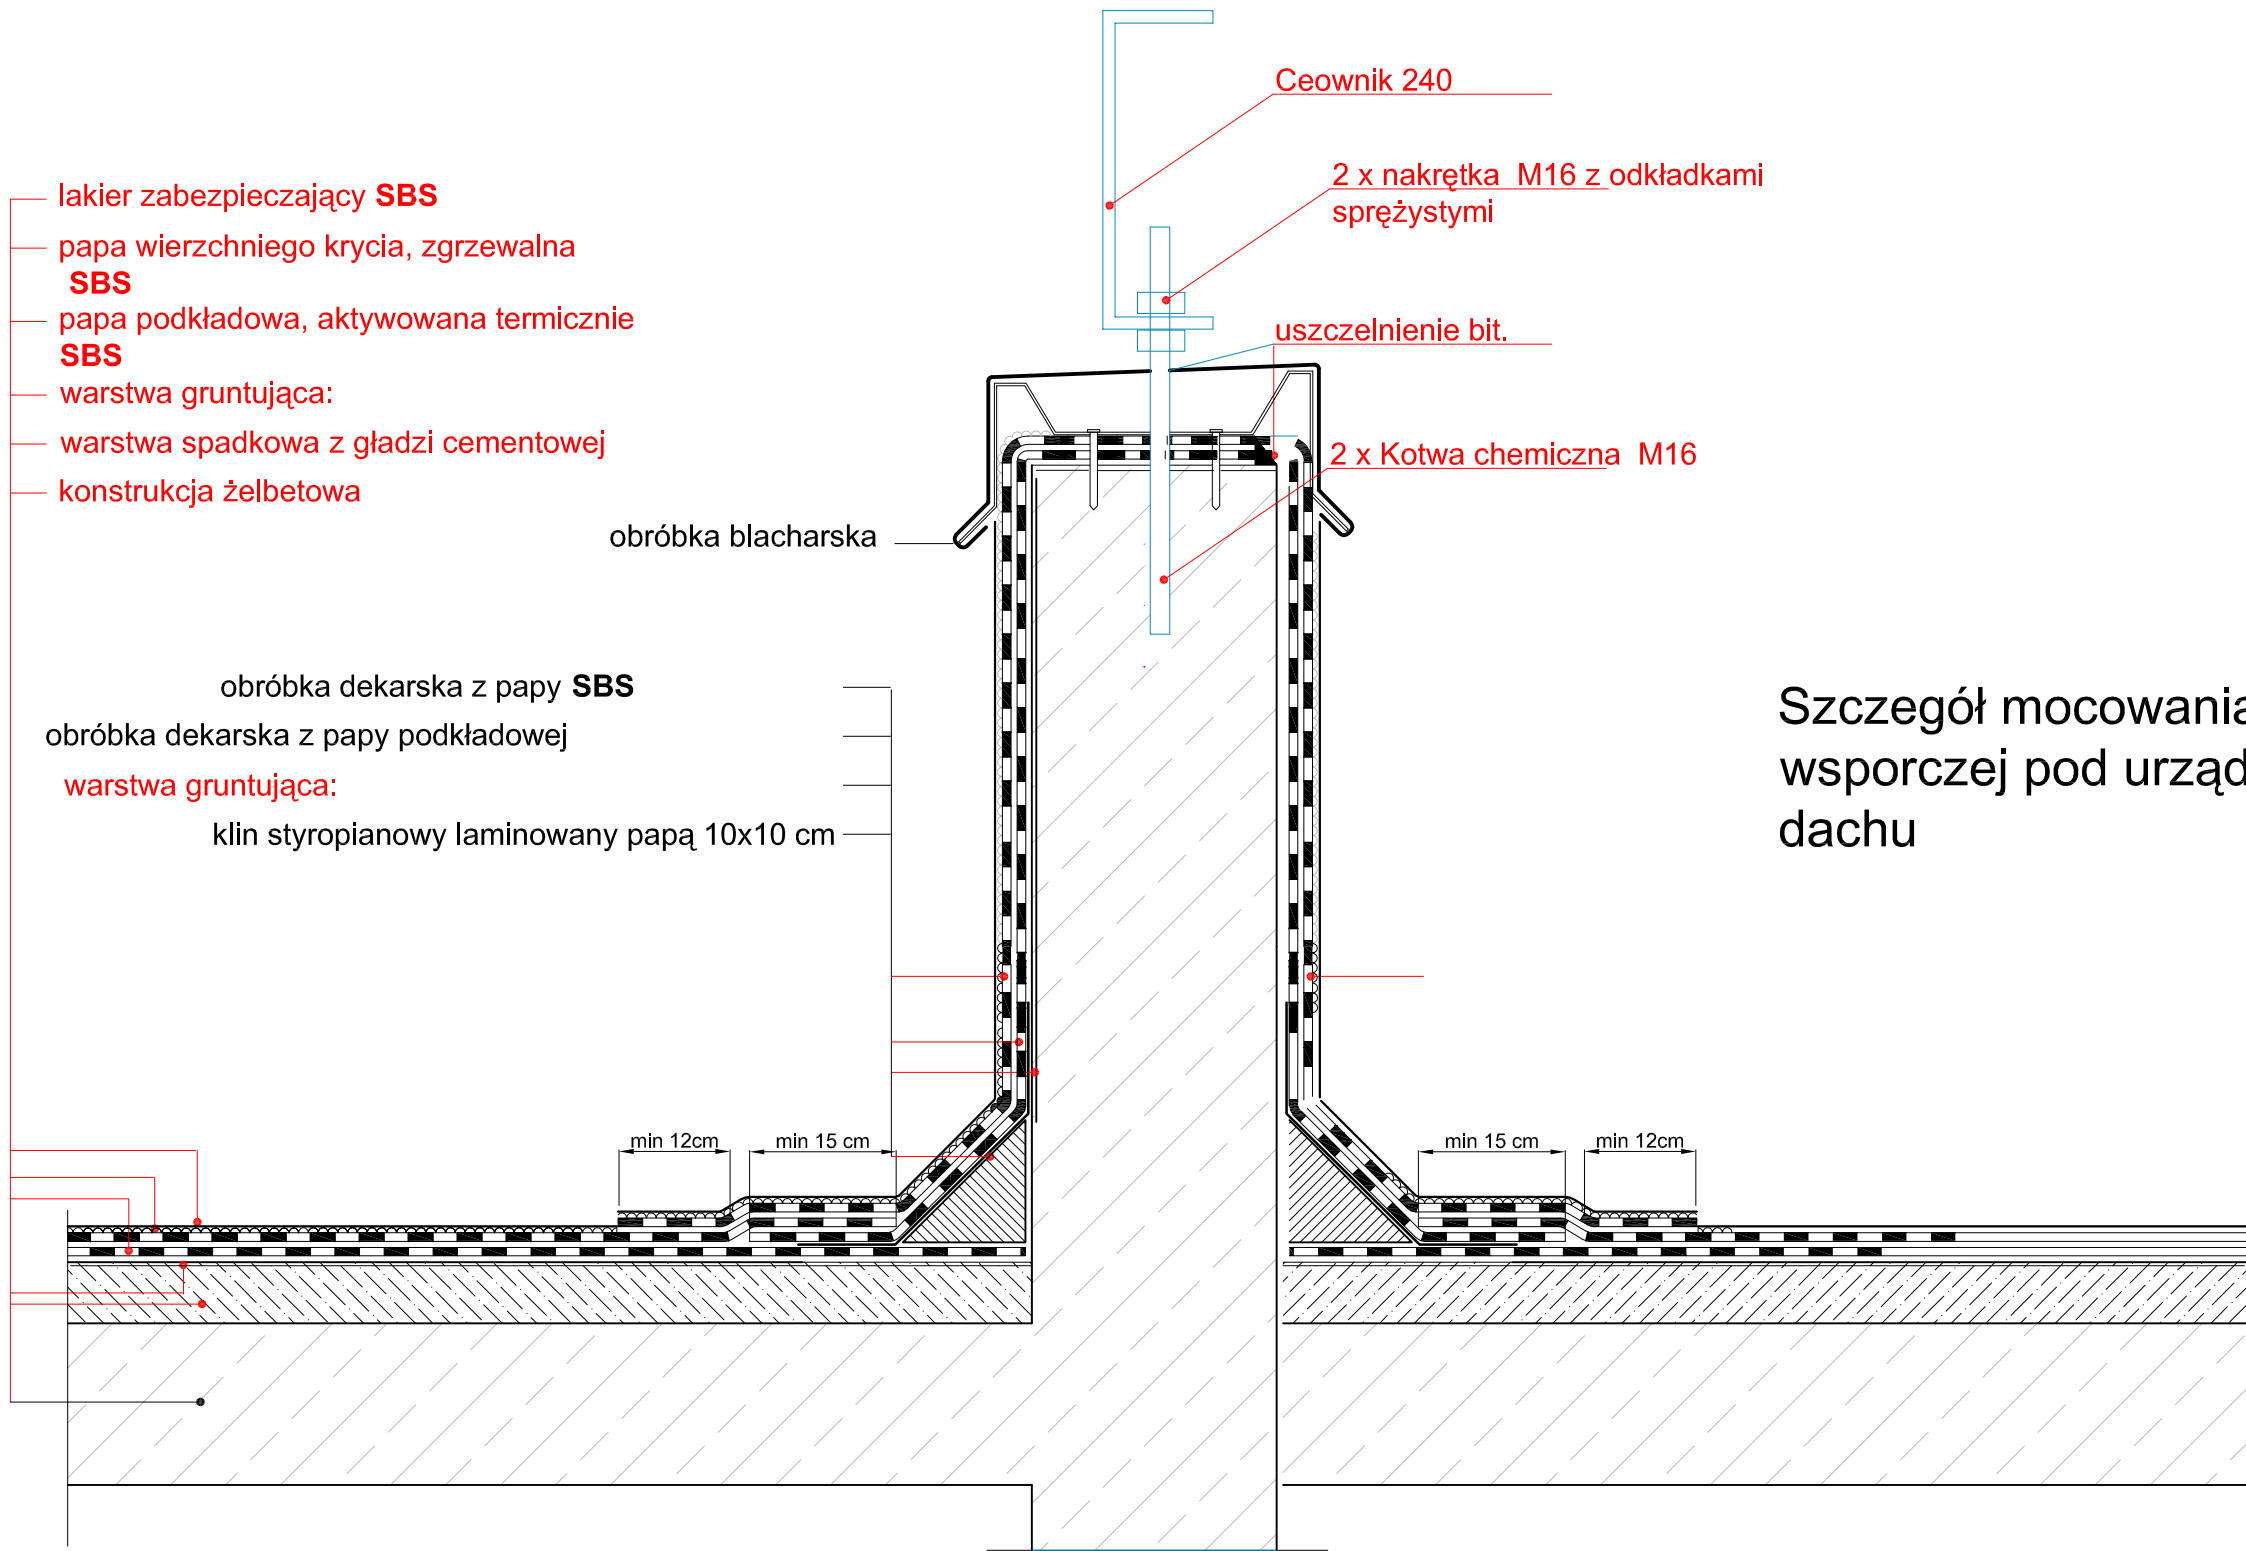 Ceownik 240
2 x nakrętka M16 z odkładkami
sprężystymi
lakier zabezpieczający SBS
papa wierzchniego krycia, zgrzewalna
SBS
papa podkładowa, aktywowana termicznie
SBS
warstwa gruntująca:
warstwa spadkowa z gładzi cementowej
konstrukcja żelbetowa
uszczelnienie bit.
2 x Kotwa chemiczna M16
obróbka blacharska
obróbka dekarska z papy SBS
obróbka dekarska z papy podkładowej
warstwa gruntująca:
klin styropianowy laminowany papą 10x10 cm
Szczegół mocowania
wsporczej pod urząd
dachu
min 12cm
min 15 cm
min 15 cm
min 12cm